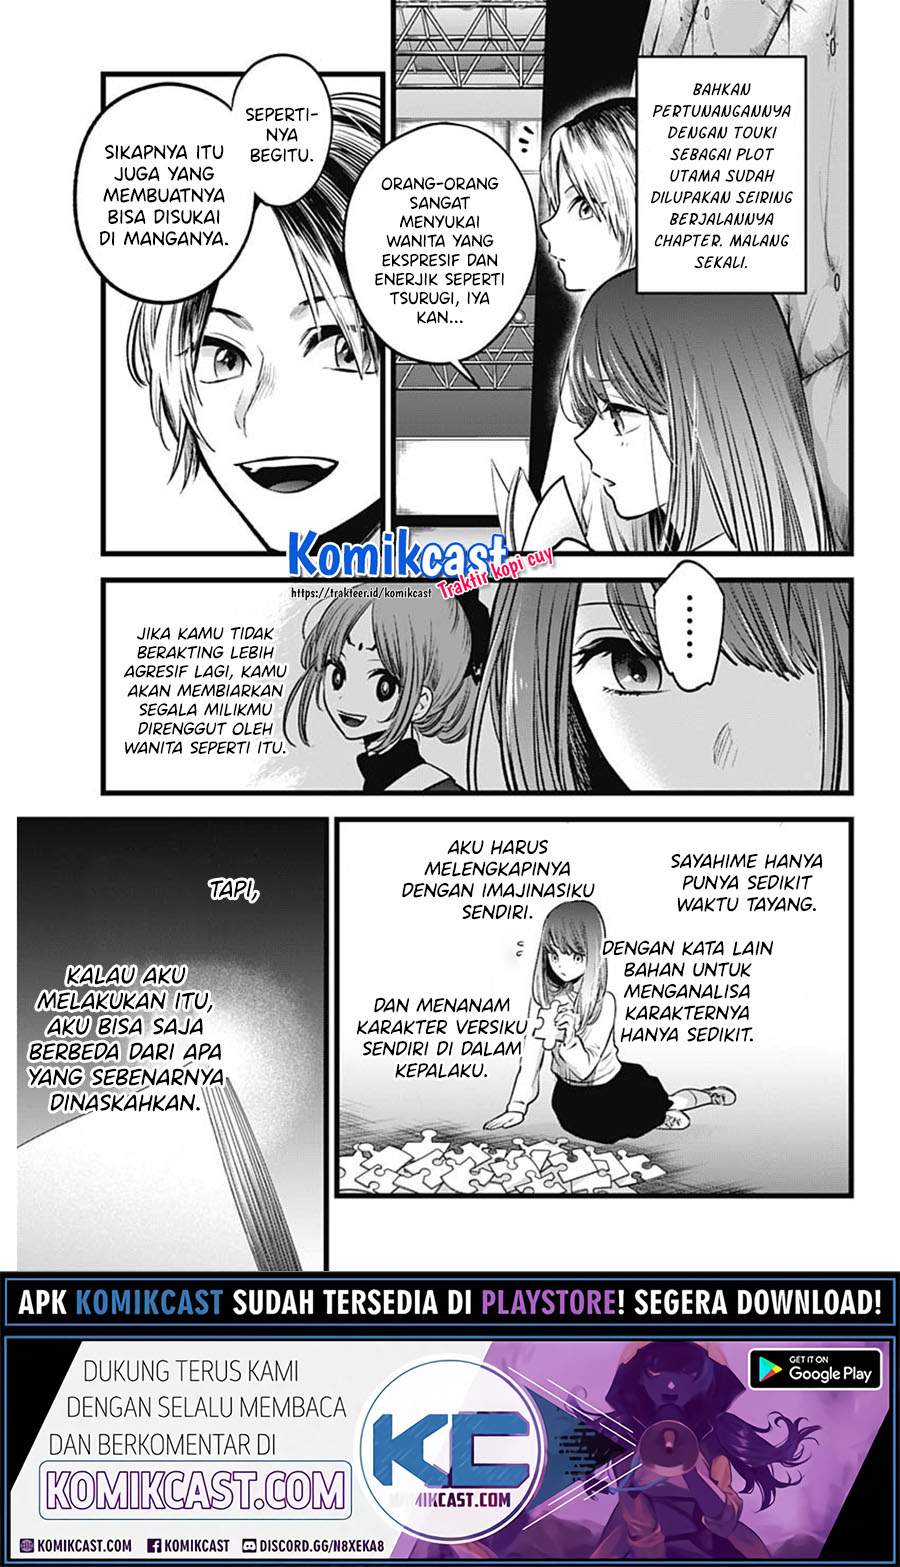 BAHKAN
PERTUNANGANNYA
DENGAN TOUKI
SEBAGAI PLOT
UTAMA SUDAH
DILUPAKAN SEIRING
BERJALANNYA
CHAPTER. MALANG
SEKALI.
ORANG-ORANG
SANGAT
MENYUKAI
WANITA YANG
EKSPRESIF DAN
ENERJIK SEPERTI
TSURUGI, IYA
KAN...
SEPERTI-
NYA
BEGITU.
SIKAPNYA ITU
JUGA YANG
MEMBUATNYA
BISA DISUKAI
DI MANGANYA.
Komikcast
Traktir kopi cuy
https://trakteer.id/komikcast
......
JIKA KAMU TIDAK
BERAKTING LEBIH
AGRESIF LAGI, KAMU
AKAN MEMBIARKAN
SEGALA MILIKMU
DIRENGGUT OLEH
WANITA SEPERTI ITU.
SAYAHIME HANYA
PUNYA SEDIKIT
WAKTU TAYANG.
DENGAN KATA LAIN
BAHAN UNTUK
MENGANALISA
KARAKTERNYA
HANYA SEDIKIT.
AKU HARUS
MELENGKAPINYA
DENGAN IMAJINASIKU
SENDIRI.
DAN MENANAM
KARAKTER VERSIKU
SENDIRI DI DALAM
KEPALAKU.
TAPI,
KALAU AKU
MELAKUKAN ITU,
AKU BISA SAJA
BERBEDA DARI APA
YANG SEBENARNYA
DINASKAHKAN.
APK KOMIKCAST SUDAH TERSEDIA DI PLAYSTORE! SEGERA DOWNLOAD!
DUKUNG TERUS KAMI
DENGAN SELALU MEMBACA
DAN BERKOMENTAR DI
KOMIKCAST.COM
KC
KOMIKCAST.COM
GET IT ON
Google Play
KOMIKCAST.COM
KOMIKCAST
DISCORD.GG/N8XEKA8